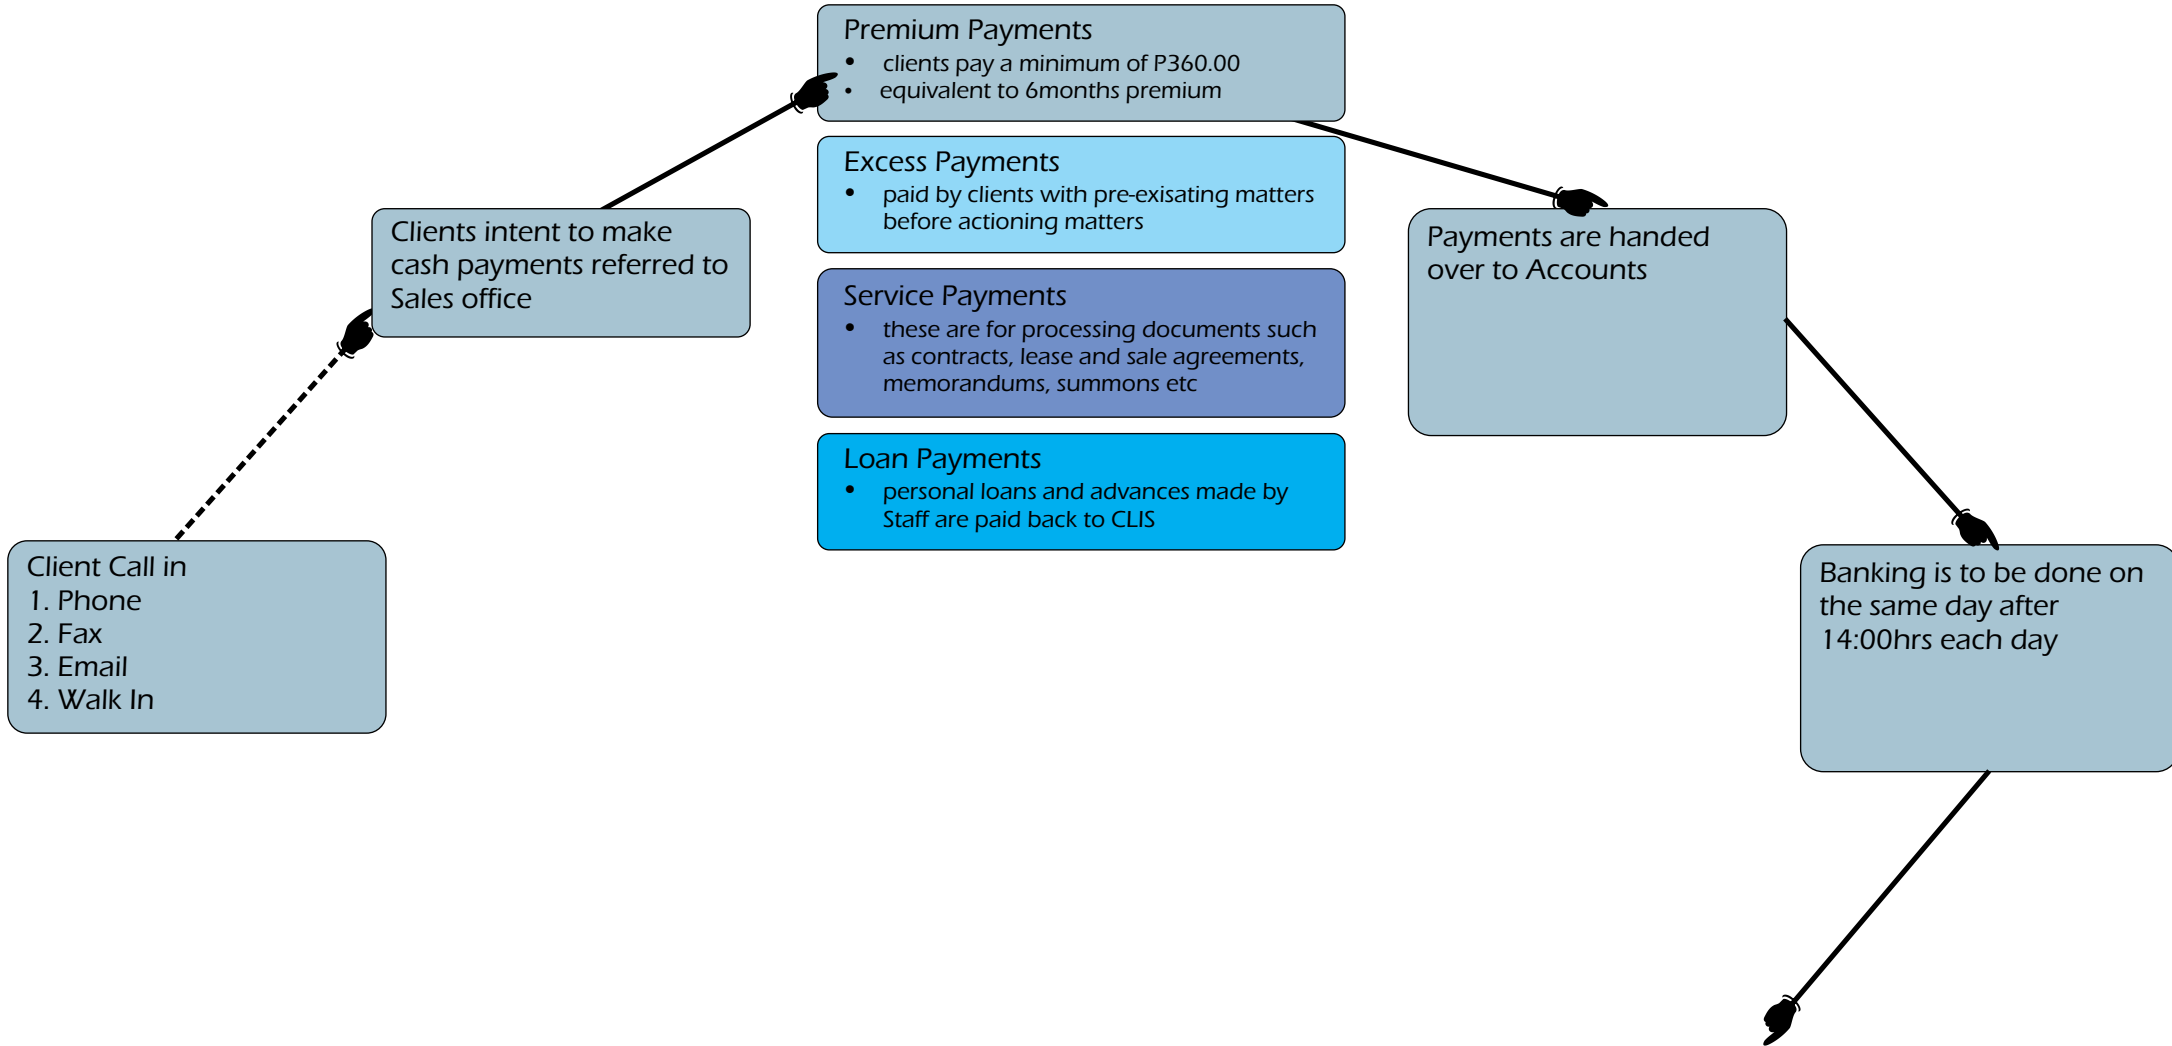 Premium Payments
• clients pay a minimum of P360.00
• equivalent to 6months premium
Excess Payments
• paid by clients with pre-exisating matters
before actioning matters
Service Payments
• these are for processing documents such
as contracts, lease and sale agreements,
memorandums, summons etc
Loan Payments
• personal loans and advances made by
Staff are paid back to CLIS
Clients intent to make
cash payments referred to
Sales office
Payments are handed
over to Accounts
Client Call in
1. Phone
2. Fax
3. Email
4. Walk In
Banking is to be done on
the same day after
14:00hrs each day